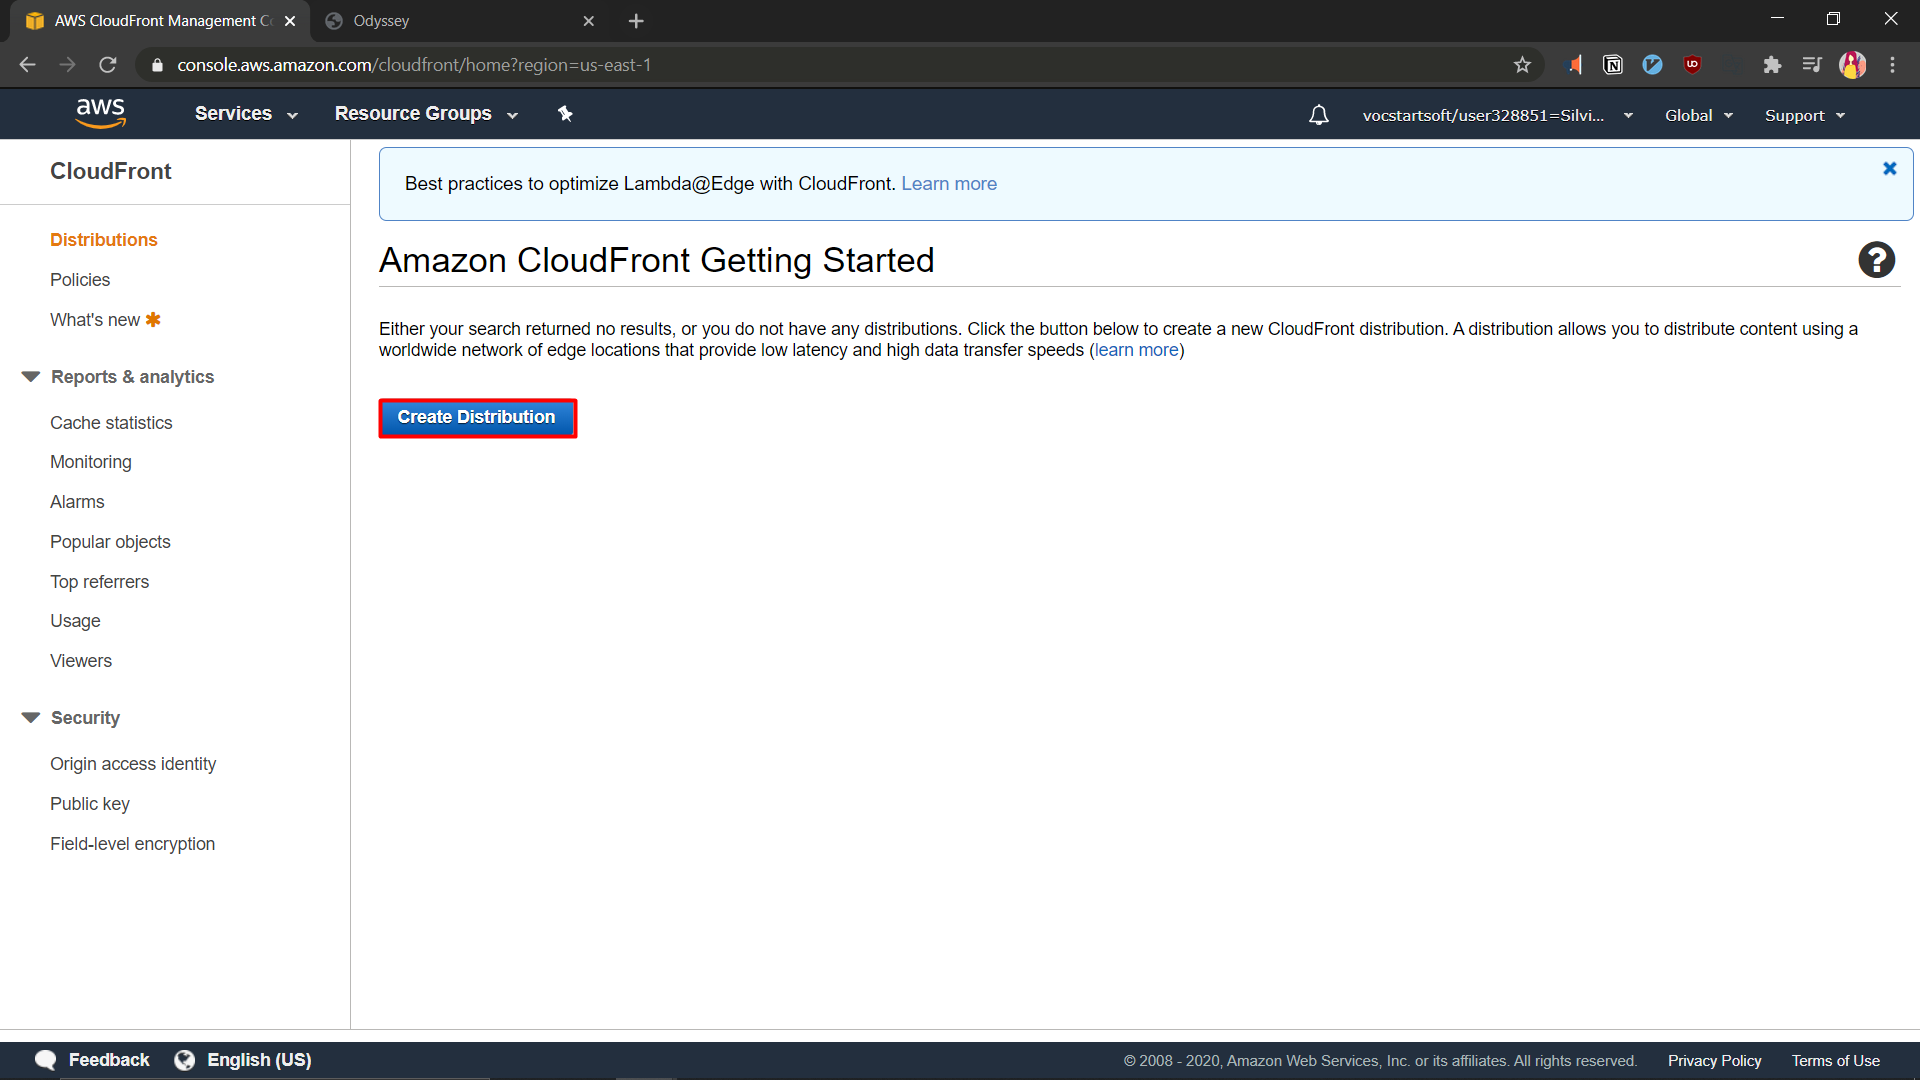 AWS CloudFront Management Co
Odyssey
console.aws.amazon.com/cloudfront/home?region=us-east-1
aws
Services
Resource Groups
vocstartsoft/user328851=Silvi...
Global
Support
CloudFront
Distributions
Policies
What's new
Reports & analytics
Cache statistics
Monitoring
Alarms
Popular objects
Top referrers
Usage
Viewers
Security
Origin access identity
Public key
Field-level encryption
Best practices to optimize Lambda@Edge with CloudFront. Learn more
Amazon CloudFront Getting Started
Either your search returned no results, or you do not have any distributions. Click the button below to create a new CloudFront distribution. A distribution allows you to distribute content using a
worldwide network of edge locations that provide low latency and high data transfer speeds (learn more)
Create Distribution
Feedback
English (US)
© 2008 - 2020, Amazon Web Services, Inc. or its affiliates. All rights reserved.
Privacy Policy
Terms of Use